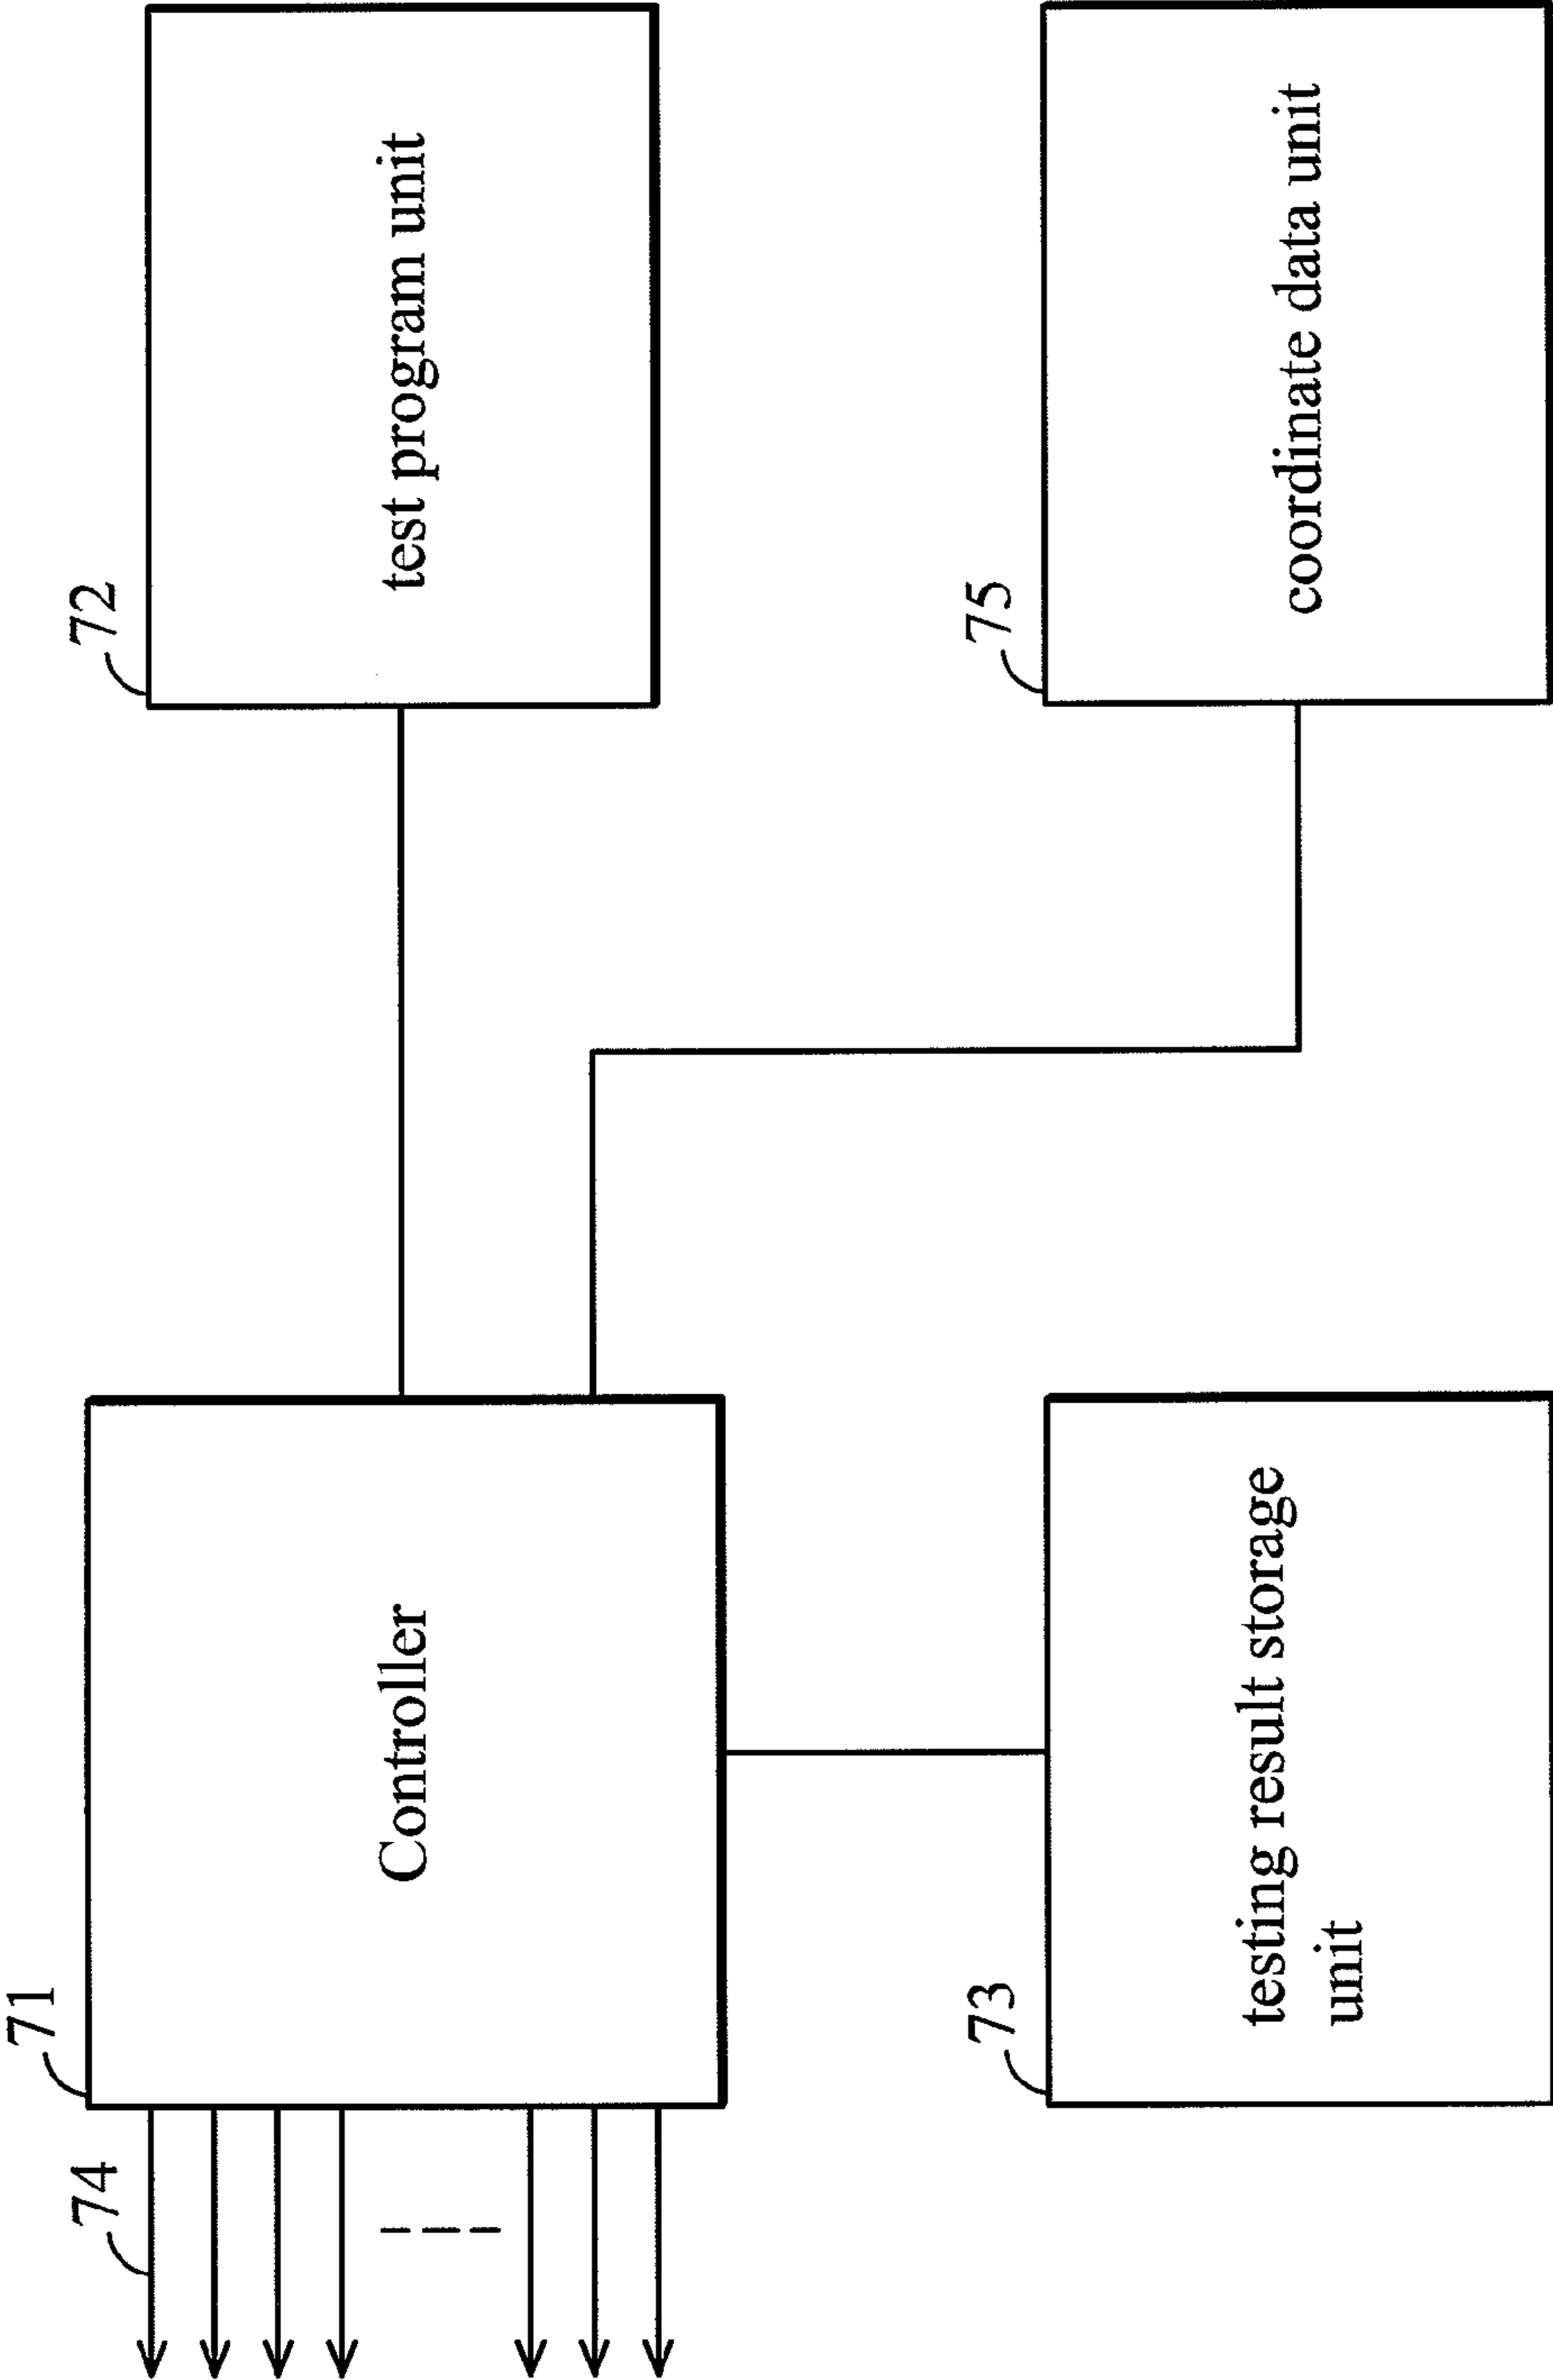 74
71
Controller
72
test program unit
73
testing result storage
unit
75
coordinate data unit